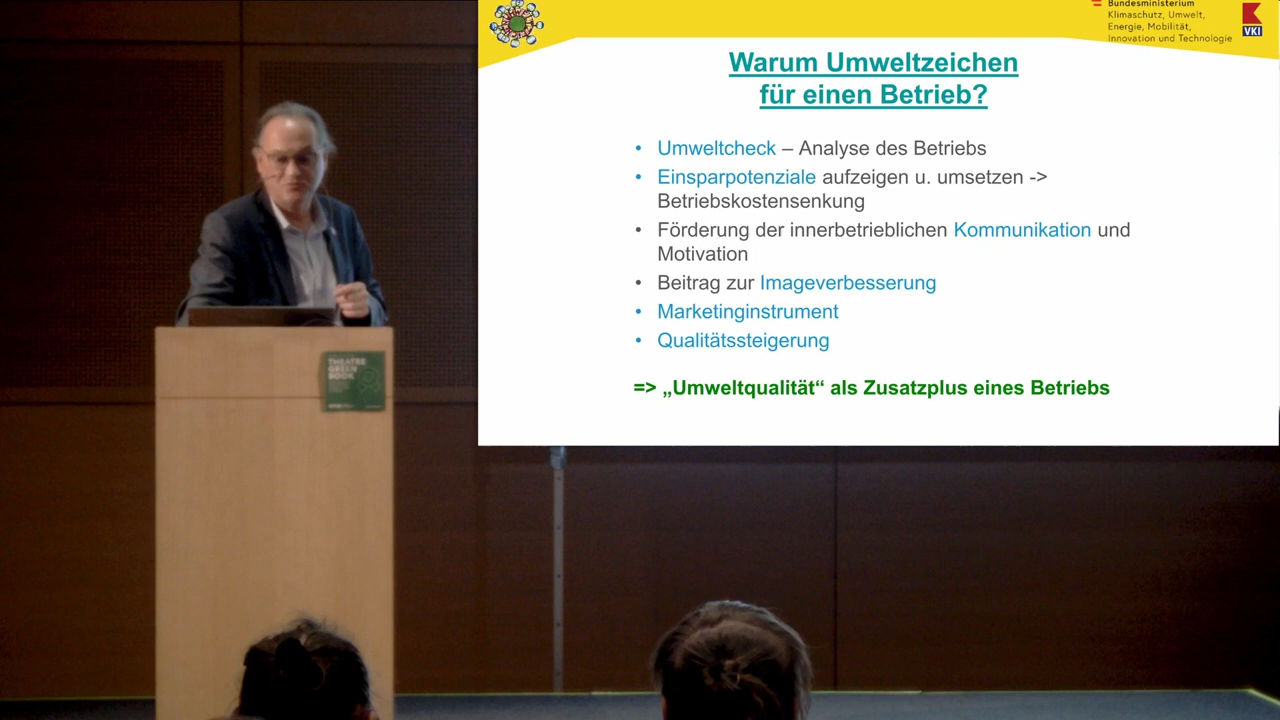 Bundesministerium
Klimaschutz, Umwelt,
Energie, Mobilität,
Innovation und Technologie
VKI
Warum Umweltzeichen
für einen Betrieb?
• Umweltcheck – Analyse des Betriebs
• Einsparpotenziale aufzeigen u. umsetzen ->
Betriebskostensenkung
• Förderung der innerbetrieblichen Kommunikation und
Motivation
• Beitrag zur Imageverbesserung
• Marketinginstrument
• Qualitätssteigerung
=> „Umweltqualität“ als Zusatzplus eines Betriebs
THEATRE
GREEN
BOOK